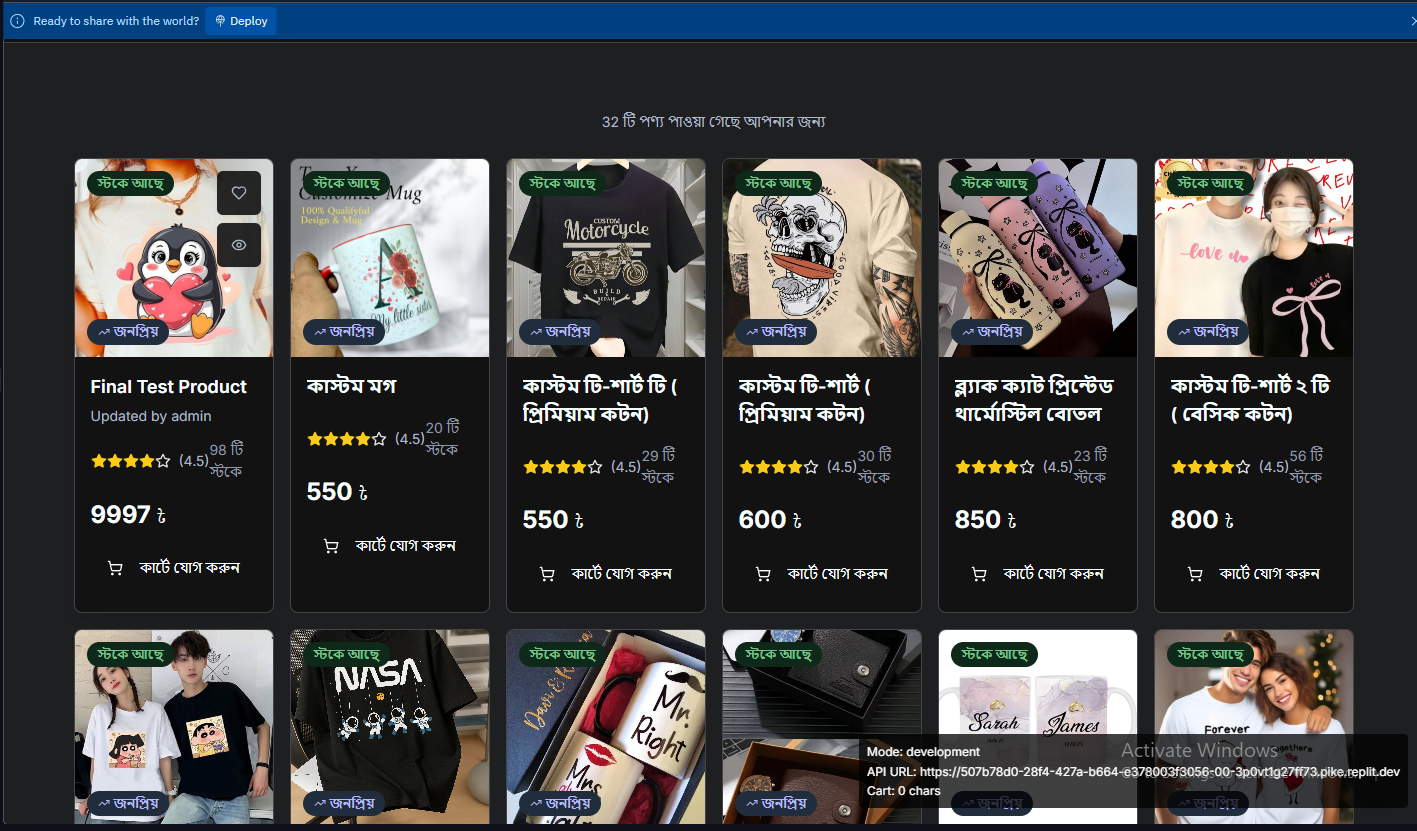 Ready to share with the world? Deploy
32 টি পণ্য পাওয়া গেছে আপনার জন্য
স্টকে আছে
জনপ্রিয়
Final Test Product
Updated by admin
(4.5) 98 টি
স্টকে
9997 ৳
কার্টে যোগ করুন
স্টকে আছে
Customize Mug
100% Qualifyful
Design & Mug
A
My little sister
জনপ্রিয়
কাস্টম মগ
(4.5) 20 টি
স্টকে
550 ৳
কার্টে যোগ করুন
স্টকে আছে
CUSTOM
Motorcycle
BUILD
REPAIR
জনপ্রিয়
কাস্টম টি-শার্ট টি (
প্রিমিয়াম কটন)
(4.5) 29 টি
স্টকে
550 ৳
কার্টে যোগ করুন
স্টকে আছে
জনপ্রিয়
কাস্টম টি-শার্ট (
প্রিমিয়াম কটন)
(4.5) 30 টি
স্টকে
600 ৳
কার্টে যোগ করুন
স্টকে আছে
জনপ্রিয়
ব্ল্যাক ক্যাট প্রিন্টেড
থার্মোস্টিল বোতল
(4.5) 23 টি
স্টকে
850 ৳
কার্টে যোগ করুন
স্টকে আছে
love u
জনপ্রিয়
কাস্টম টি-শার্ট ২ টি
( বেসিক কটন)
(4.5) 56 টি
স্টকে
800 ৳
কার্টে যোগ করুন
স্টকে আছে
জনপ্রিয়
স্টকে আছে
NASA
জনপ্রিয়
স্টকে আছে
Mr.
Right
Mrs
জনপ্রিয়
স্টকে আছে
জনপ্রিয়
স্টকে আছে
Sarah
James
জনপ্রিয়
স্টকে আছে
Forever
জনপ্রিয়
Activate Windows
Mode: development
API URL: https://507b78d0-28f4-427a-b664-e378003f3056-00-3p0vt1g27ff73.pike.replit.dev
Cart: 0 chars